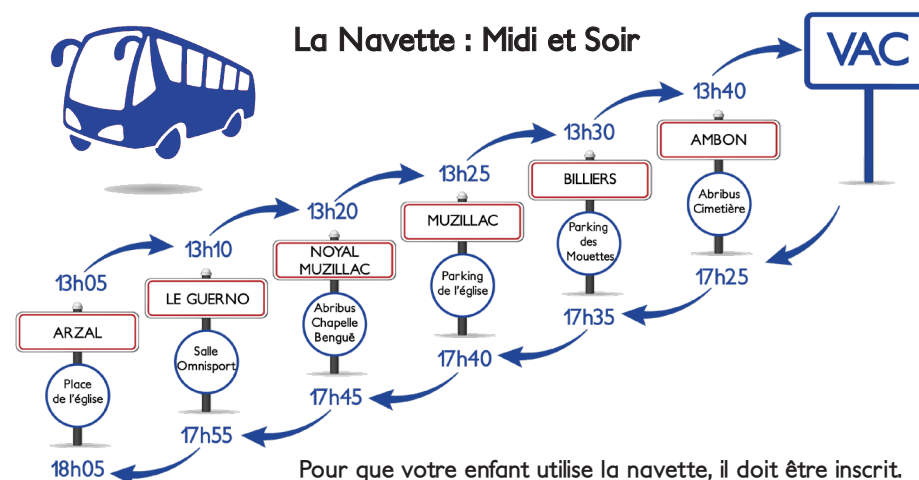 La Navette : Midi et Soir
VAC
13h40
AMBON
Abribus
Cimetière
17h25
13h30
BILLIERS
Parking
des
Mouettes
17h35
13h25
MUZILLAC
Parking
de l'église
17h40
13h20
NOYAL
MUZILLAC
Abribus
Chapelle
Benguë
17h45
13h10
LE GUERNO
Salle
Omnisport
17h55
13h05
ARZAL
Place
de l'église
18h05
Pour que votre enfant utilise la navette, il doit être inscrit.